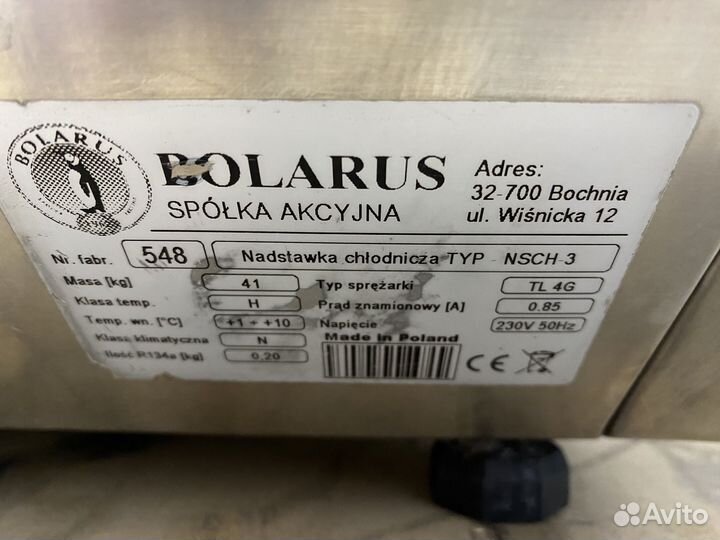 BOLARUS
BOLARUS
SPÓŁKA AKCYJNA
Adres:
32-700 Bochnia
ul. Wiśnicka 12
Nr. fabr. 548 Nadstawka chłodnicza TYP - NSCH-3
Masa [kg] 41 Typ sprężarki TL 4G
Klasa temp. H Prąd znamionowy [A] 0.85
Temp. wn. [°C] +1 ÷ +10 Napięcie 230V 50Hz
Klasa klimatyczna N Made in Poland
Ilość R134a [kg] 0,20
CE
Avito